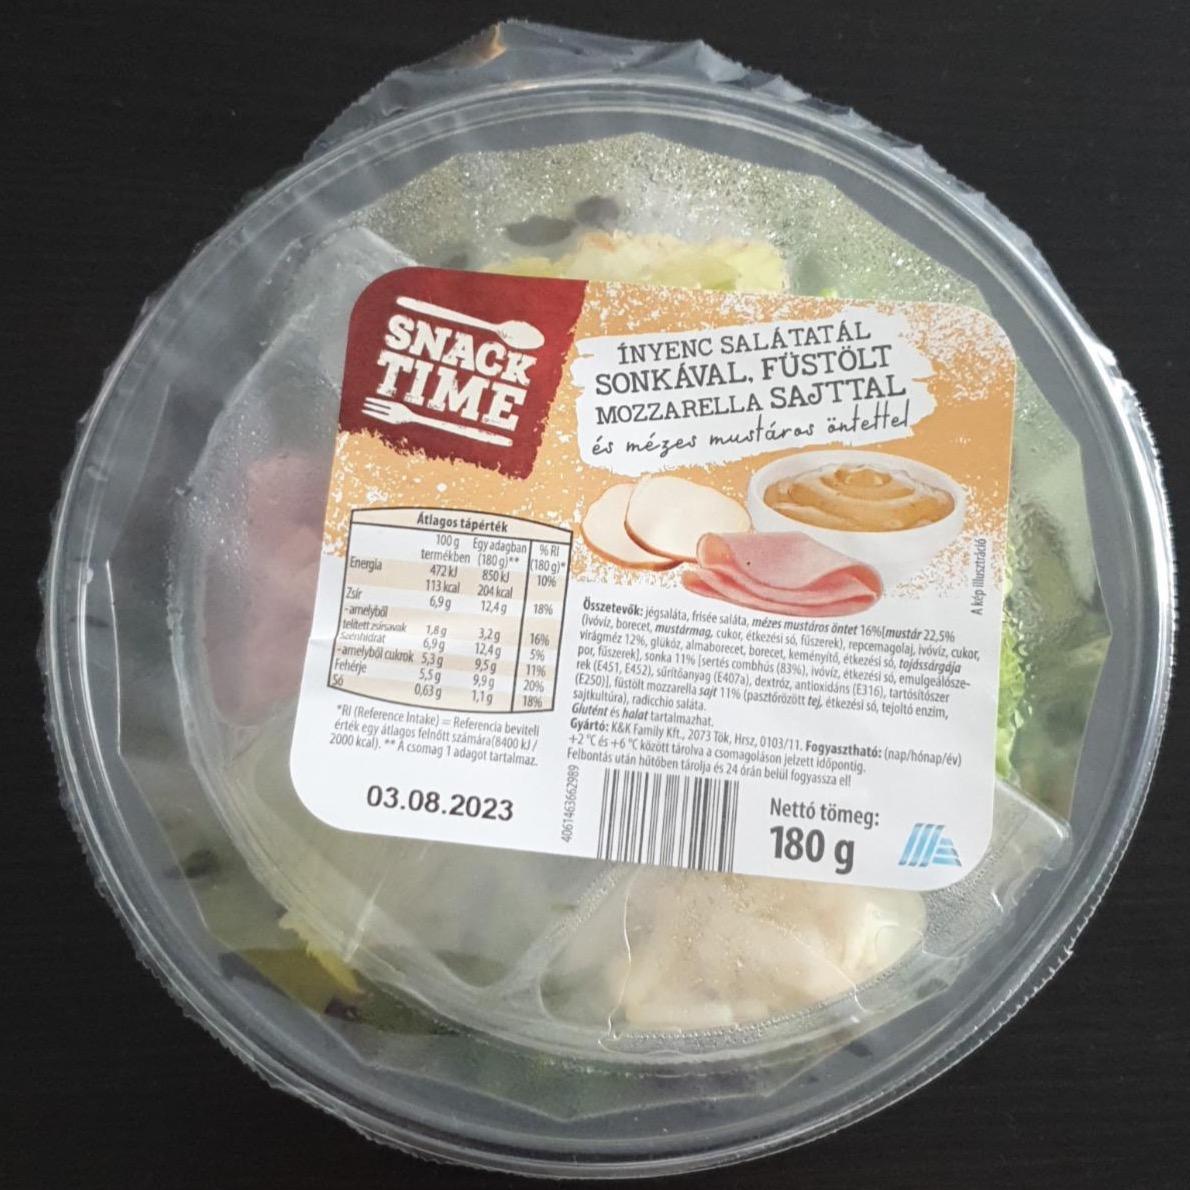 SNACK
TIME
ÍNYENC SALÁTATÁL
SONKÁVAL, FÜSTÖLT
MOZZARELLA SAJTTAL
és mézes mustáros öntettel
A kép illusztráció
Átlagos tápérték
100 g Egy adagban % RI
termékben (180 g)** (180 g)*
Energia 472 kJ 850 kJ 10%
113 kcal 204 kcal
Zsír 6,9 g 12,4 g 18%
-amelyből
telített zsírsavak 1,8 g 3,2 g 16%
Szénhidrát 6,9 g 12,4 g 5%
-amelyből cukrok 5,3 g 9,5 g 11%
Fehérje 5,5 g 9,9 g 20%
Só 0,63 g 1,1 g 18%
*RI (Reference Intake) = Referencia beviteli
érték egy átlagos felnőtt számára (8400 kJ /
2000 kcal). ** A csomag 1 adagot tartalmaz.
03.08.2023
Összetevők: jégsaláta, frisée saláta, mézes mustáros öntet 16%[mustár 22,5%
(ivóvíz, borecet, mustármag, cukor, étkezési só, fűszerek), repcemagolaj, ivóvíz, cukor,
virágméz 12%, glükóz, almaborecet, borecet, keményítő, étkezési só, tojássárgája
por, fűszerek], sonka 11% [sertés combhús (83%), ivóvíz, étkezési só, emulgeálósze-
rek (E451, E452), sűrítőanyag (E407a), dextróz, antioxidáns (E316), tartósítószer
(E250)], füstölt mozzarella sajt 11% (pasztőrözött tej, étkezési só, tejoltó enzim,
sajtkultúra), radicchio saláta.
Glutént és halat tartalmazhat.
Gyártó: K&K Family Kft., 2073 Tök, Hrsz, 0103/11. Fogyasztható: (nap/hónap/év)
+2 °C és +6 °C között tárolva a csomagoláson jelzett időpontig.
Felbontás után hűtőben tárolja és 24 órán belül fogyassza el!
4061463662989
Nettó tömeg:
180 g